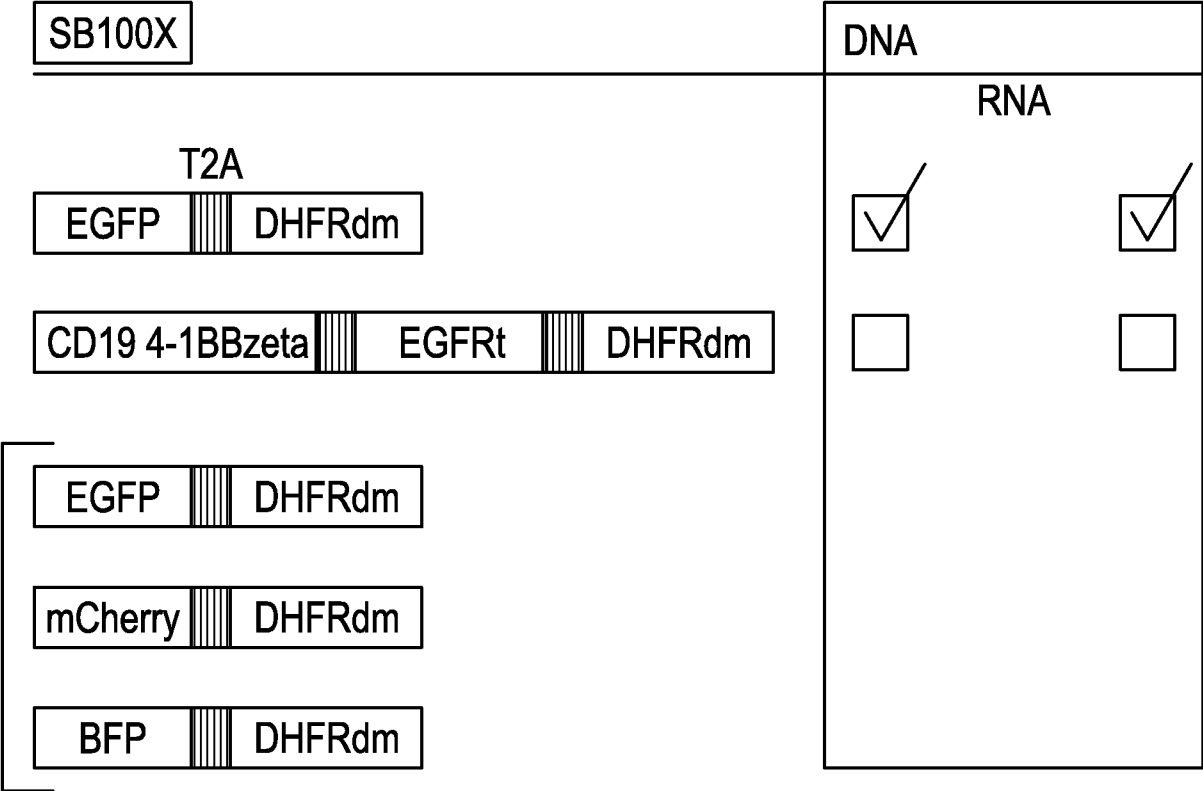 SB100X DNA
RNA
T2A
EGFP DHFRdm
CD19 4-1BBzeta EGFRt DHFRdm
EGFP DHFRdm
mCherry DHFRdm
BFP DHFRdm